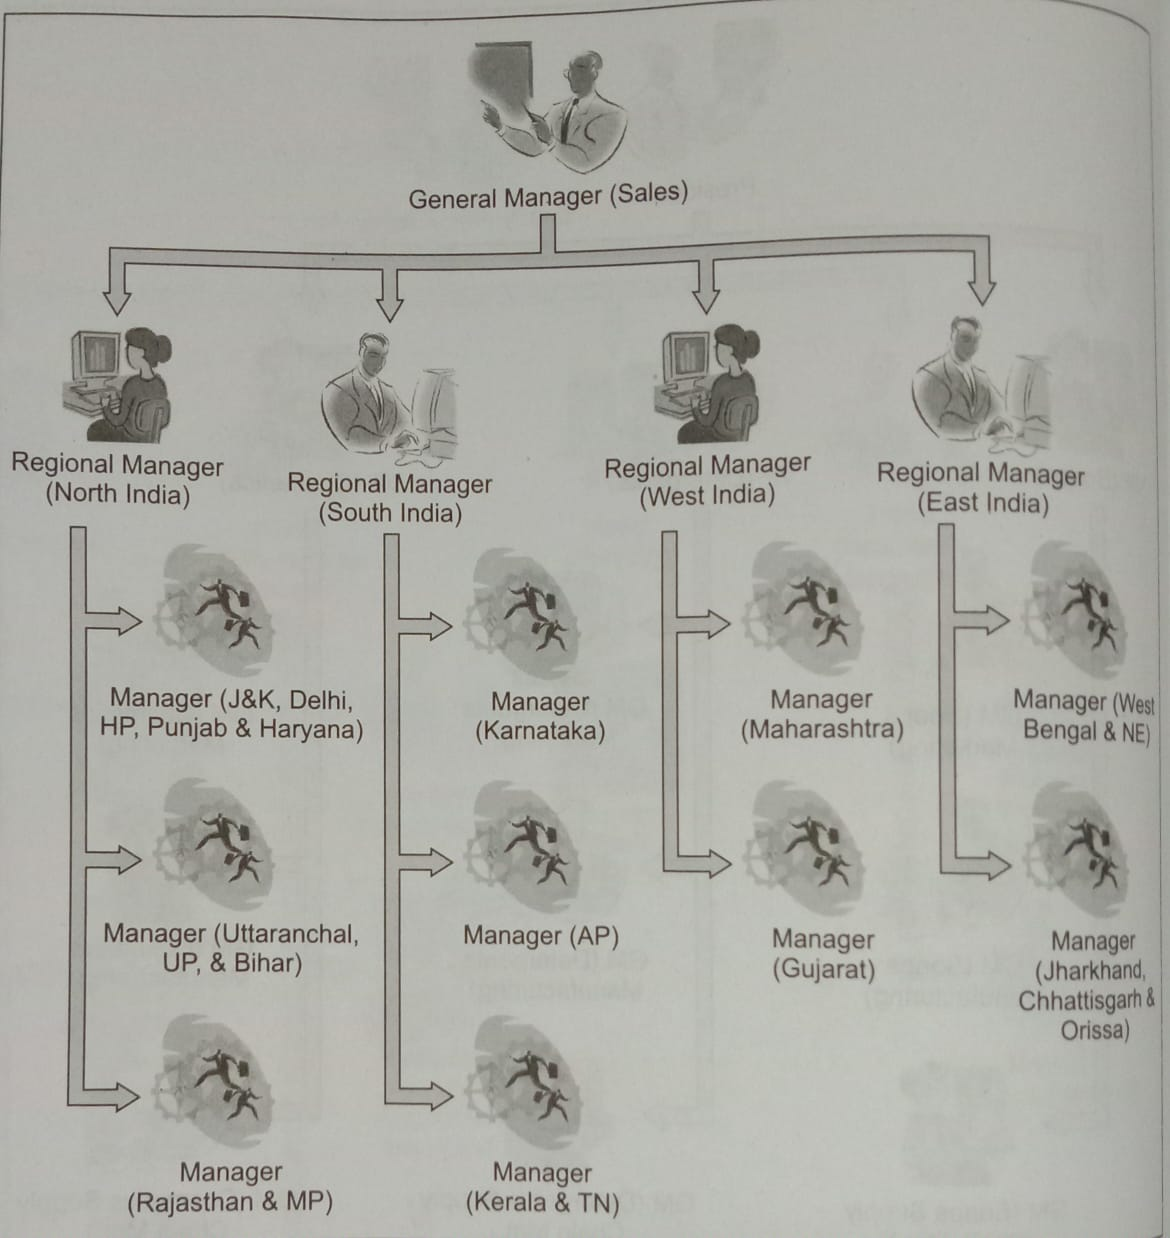 General Manager (Sales)
Regional Manager
(North India)
Regional Manager
(South India)
Regional Manager
(West India)
Regional Manager
(East India)
Manager (J&K, Delhi,
HP, Punjab & Haryana)
Manager
(Karnataka)
Manager
(Maharashtra)
Manager (West
Bengal & NE)
Manager (Uttaranchal,
UP, & Bihar)
Manager (AP)
Manager
(Gujarat)
Manager
(Jharkhand,
Chhattisgarh &
Orissa)
Manager
(Rajasthan & MP)
Manager
(Kerala & TN)